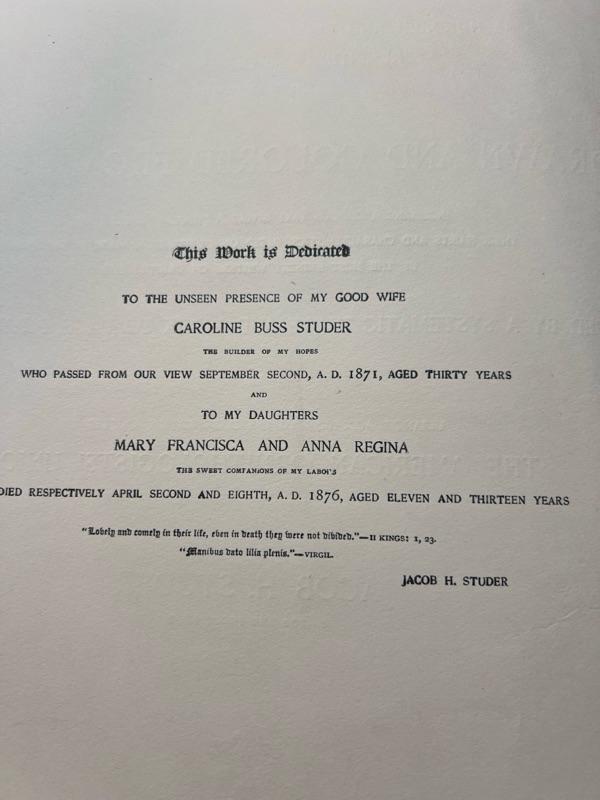 This Work is Dedicated
TO THE UNSEEN PRESENCE OF MY GOOD WIFE
CAROLINE BUSS STUDER
THE BUILDER OF MY HOPES
WHO PASSED FROM OUR VIEW SEPTEMBER SECOND, A. D. 1871, AGED THIRTY YEARS
AND
TO MY DAUGHTERS
MARY FRANCISCA AND ANNA REGINA
THE SWEET COMPANIONS OF MY LABORS
DIED RESPECTIVELY APRIL SECOND AND EIGHTH, A. D. 1876, AGED ELEVEN AND THIRTEEN YEARS
"Lovely and comely in their life, even in death they were not divided."—II KINGS: 1, 23.
"Manibus dato lilia plenis."—VIRGIL.
JACOB H. STUDER